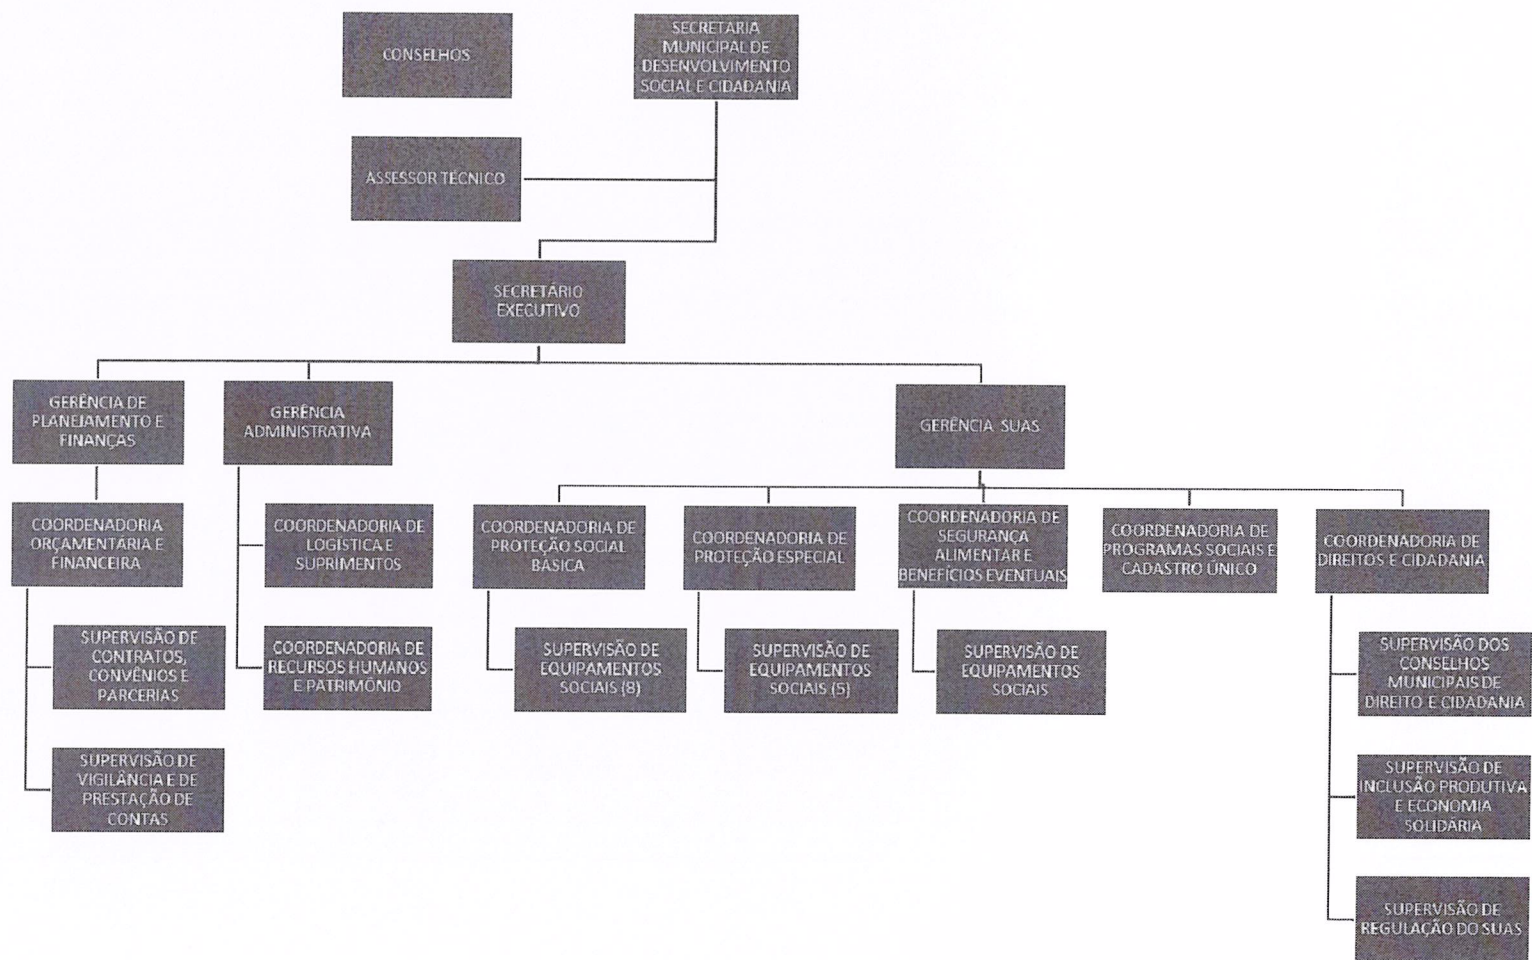 CONSELHOS
SECRETARIA
MUNICIPAL DE
DESENVOLVIMENTO
SOCIAL E CIDADANIA
ASSESSOR TÉCNICO
SECRETÁRIO
EXECUTIVO
GERÊNCIA DE
PLANEJAMENTO E
FINANÇAS
GERÊNCIA
ADMINISTRATIVA
GERÊNCIA SUAS
COORDENADORIA
ORÇAMENTÁRIA E
FINANCEIRA
COORDENADORIA DE
LOGÍSTICA E
SUPRIMENTOS
COORDENADORIA DE
PROTEÇÃO SOCIAL
BÁSICA
COORDENADORIA DE
PROTEÇÃO ESPECIAL
COORDENADORIA DE
SEGURANÇA
ALIMENTAR E
BENEFÍCIOS EVENTUAIS
COORDENADORIA DE
PROGRAMAS SOCIAIS E
CADASTRO ÚNICO
COORDENADORIA DE
DIREITOS E CIDADANIA
SUPERVISÃO DE
CONTRATOS,
CONVÊNIOS E
PARCERIAS
COORDENADORIA DE
RECURSOS HUMANOS
E PATRIMÔNIO
SUPERVISÃO DE
EQUIPAMENTOS
SOCIAIS (8)
SUPERVISÃO DE
EQUIPAMENTOS
SOCIAIS (5)
SUPERVISÃO DE
EQUIPAMENTOS
SOCIAIS
SUPERVISÃO DOS
CONSELHOS
MUNICIPAIS DE
DIREITO E CIDADANIA
SUPERVISÃO DE
VIGILÂNCIA E DE
PRESTAÇÃO DE
CONTAS
SUPERVISÃO DE
INCLUSÃO PRODUTIVA
E ECONOMIA
SOLIDÁRIA
SUPERVISÃO DE
REGULAÇÃO DO SUAS